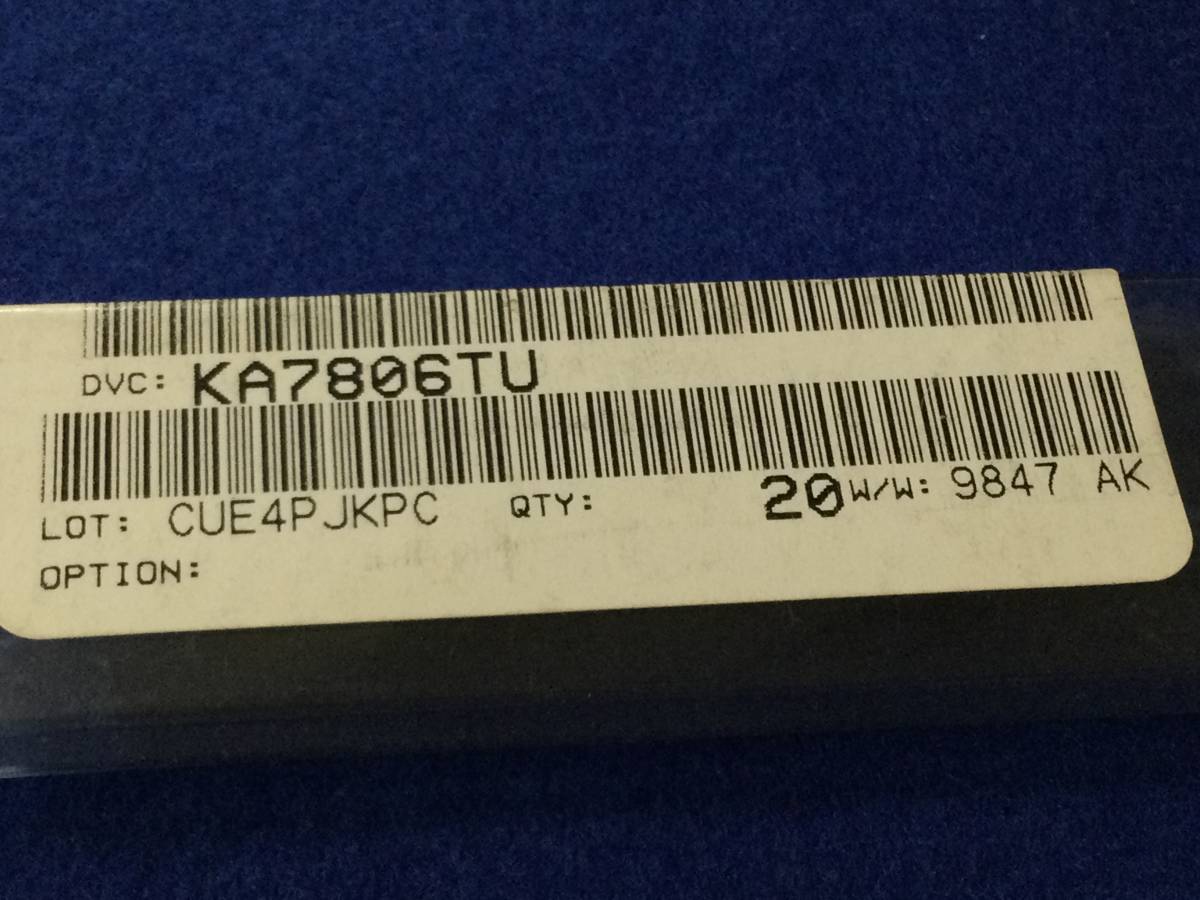 DVC: KA7806TU
LOT: CUE4PJKPC QTY: 20 W/W: 9847 AK
OPTION: